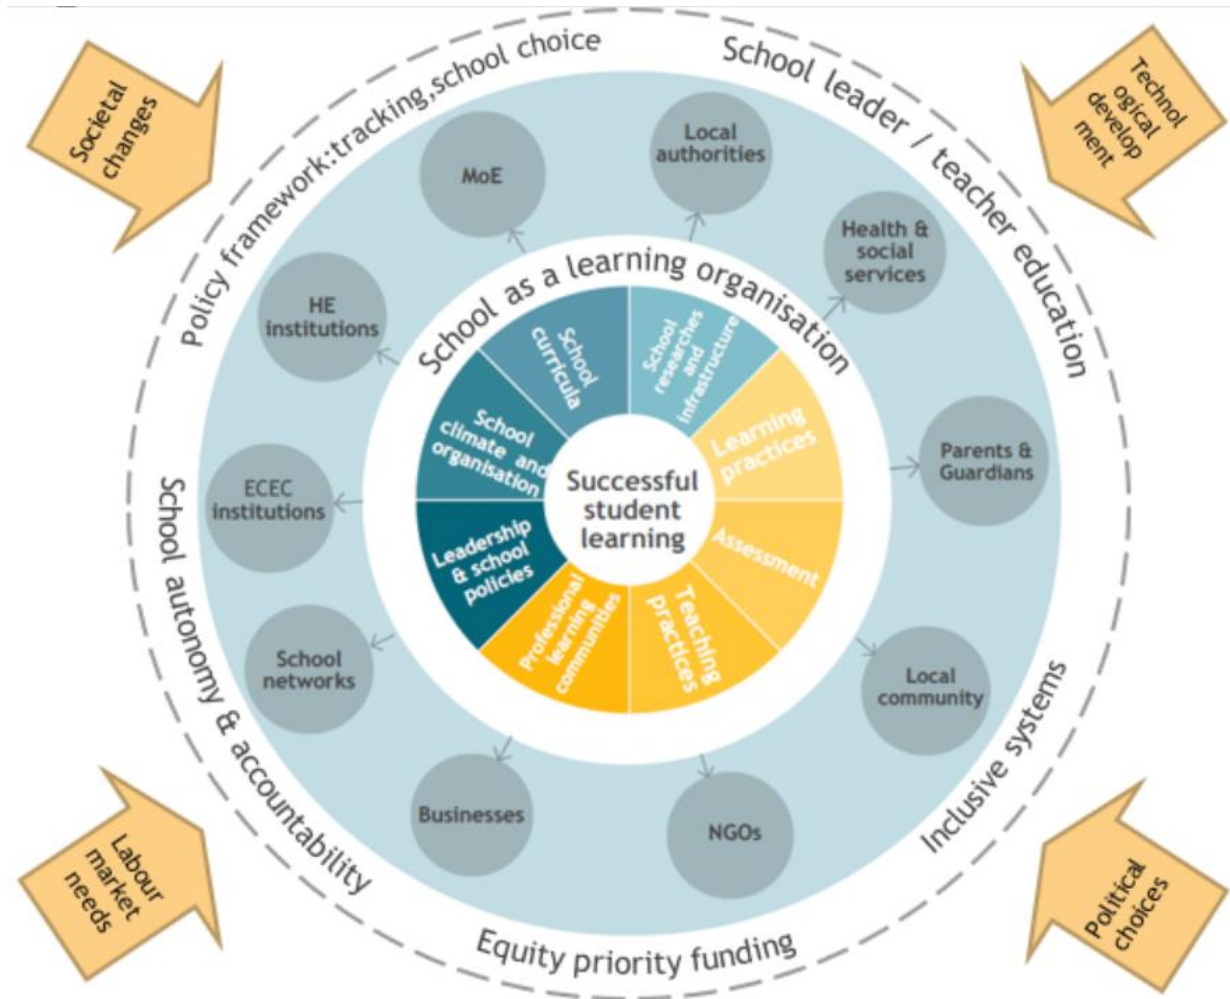 Societal
changes
Technol
ogical
develop
ment
Policy framework:tracking,school choice
School leader / teacher education
MoE
Local
authorities
Health &
social
services
HE
institutions
School as a learning organisation
School
curricula
School
researches
and
infrastructure
School
climate and
organisation
Learning
practices
Parents &
Guardians
ECEC
institutions
Successful
student
learning
Leadership
& school
policies
Assessment
Professional
learning
communities
Teaching
practices
School
networks
Local
community
School autonomy & accountability
Inclusive systems
Businesses
NGOs
Labour
market
needs
Political
choices
Equity priority funding